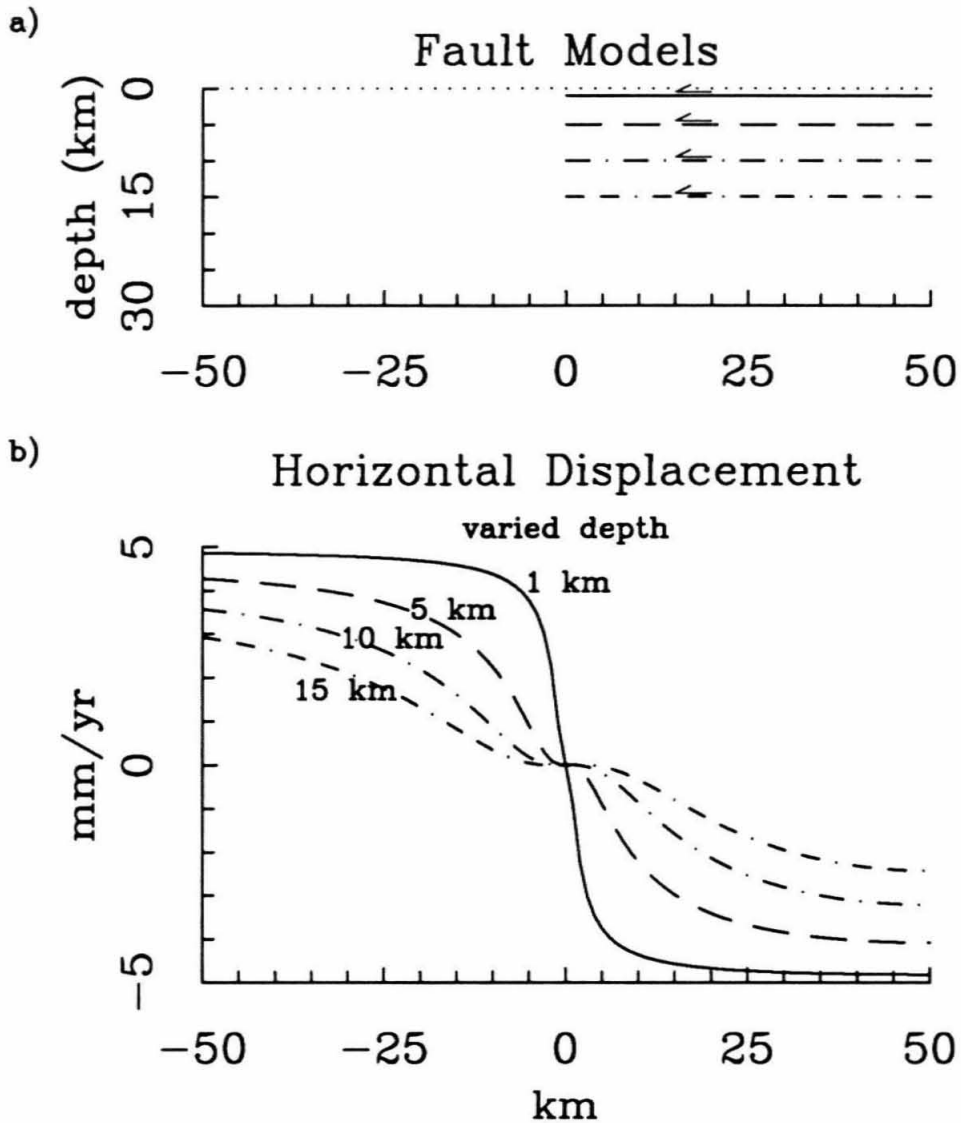 a)
Fault Models
depth (km)
0
15
30
-50 -25 0 25 50
b)
Horizontal Displacement
varied depth
1 km
5 km
10 km
15 km
mm/yr
5
0
-5
-50 -25 0 25 50
km